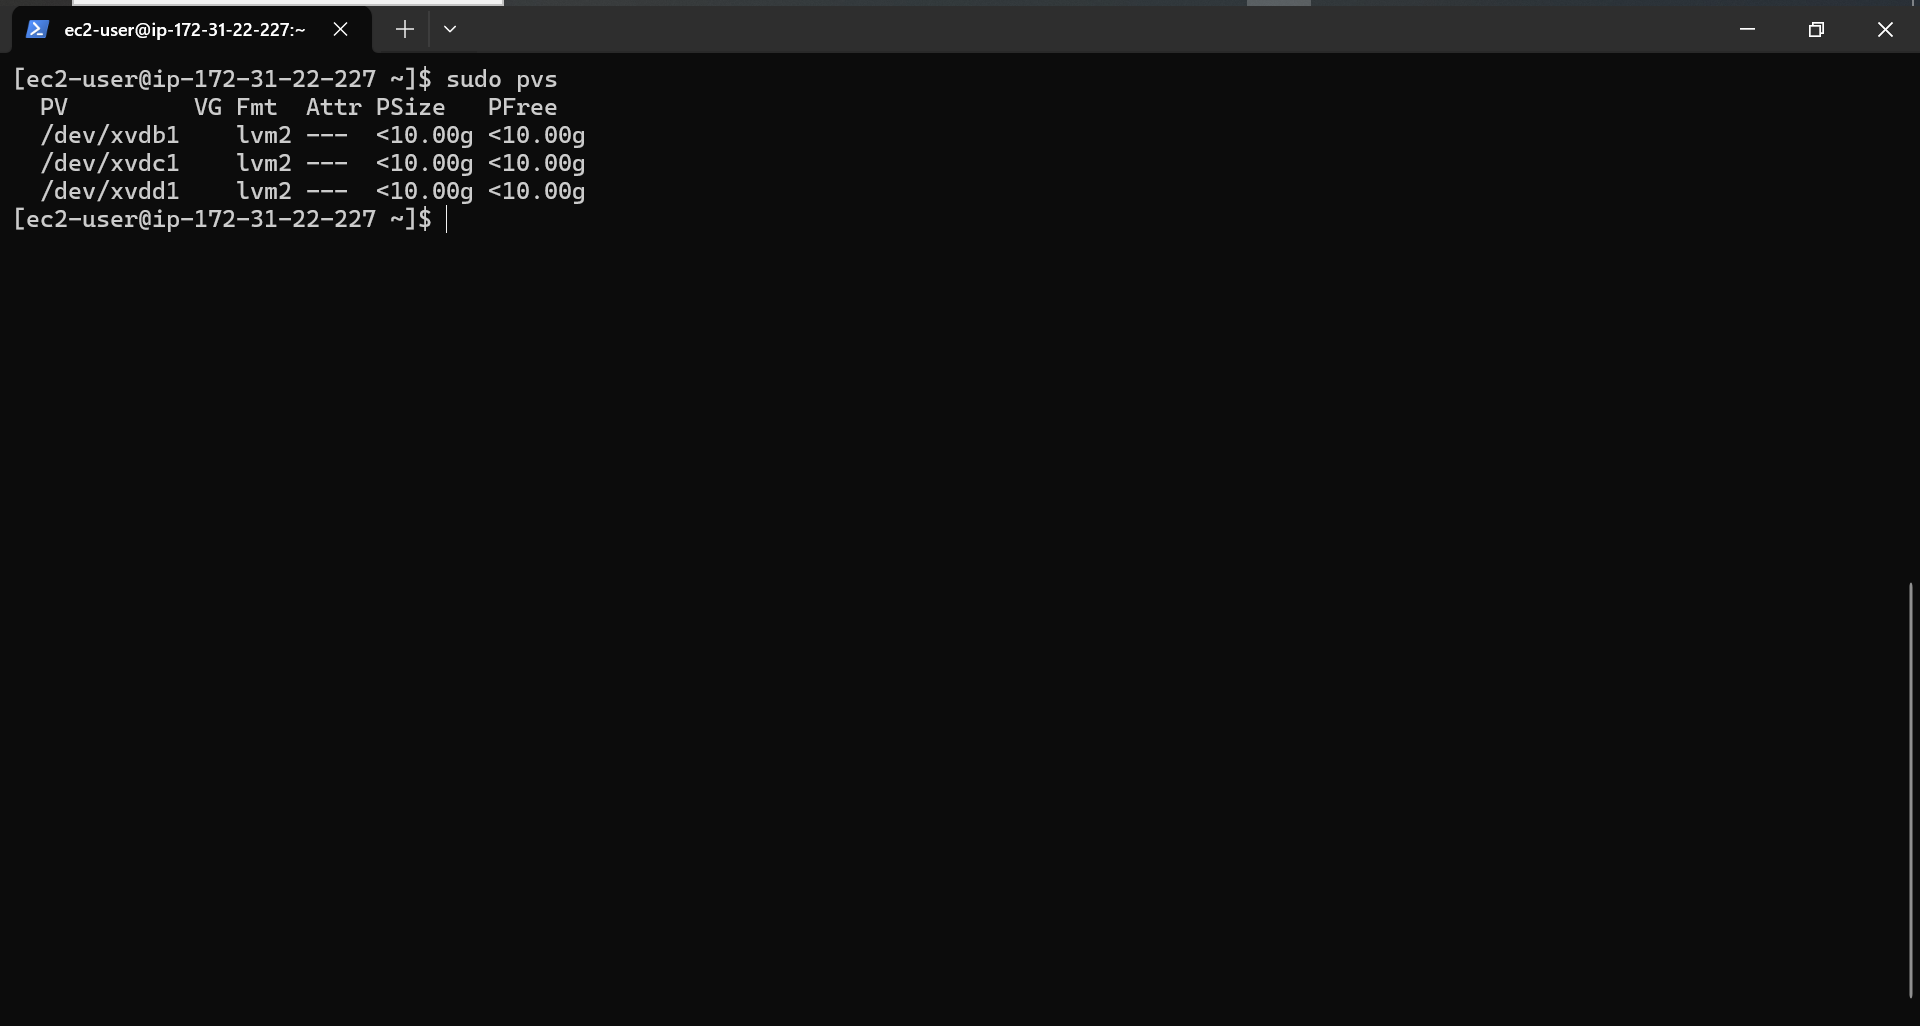 ec2-user@ip-172-31-22-227:~
[ec2-user@ip-172-31-22-227 ~]$ sudo pvs
  PV         VG Fmt  Attr PSize   PFree
  /dev/xvdb1    lvm2 ---  <10.00g <10.00g
  /dev/xvdc1    lvm2 ---  <10.00g <10.00g
  /dev/xvdd1    lvm2 ---  <10.00g <10.00g
[ec2-user@ip-172-31-22-227 ~]$